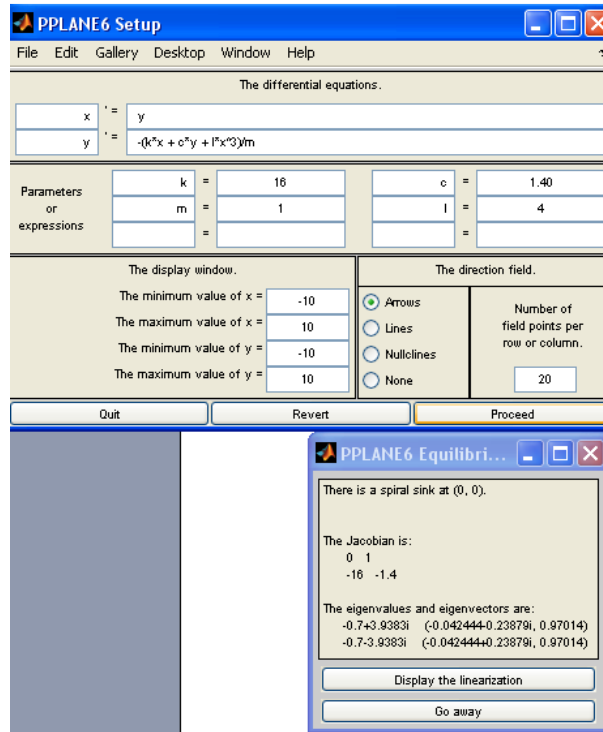 PPLANE6 Setup
File Edit Gallery Desktop Window Help
The differential equations.
x ' = y
y ' = -(k*x + c*y + l*x^3)/m
Parameters or expressions
k = 16 c = 1.40
m = 1 l = 4
= =
The display window.
The minimum value of x = -10
The maximum value of x = 10
The minimum value of y = -10
The maximum value of y = 10
The direction field.
Arrows
Lines
Nullclines
None
Number of
field points per
row or column.
20
Quit Revert Proceed
PPLANE6 Equilibri...
There is a spiral sink at (0, 0).
The Jacobian is:
0 1
-16 -1.4
The eigenvalues and eigenvectors are:
-0.7+3.9383i (-0.042444-0.23879i, 0.97014)
-0.7-3.9383i (-0.042444+0.23879i, 0.97014)
Display the linearization
Go away